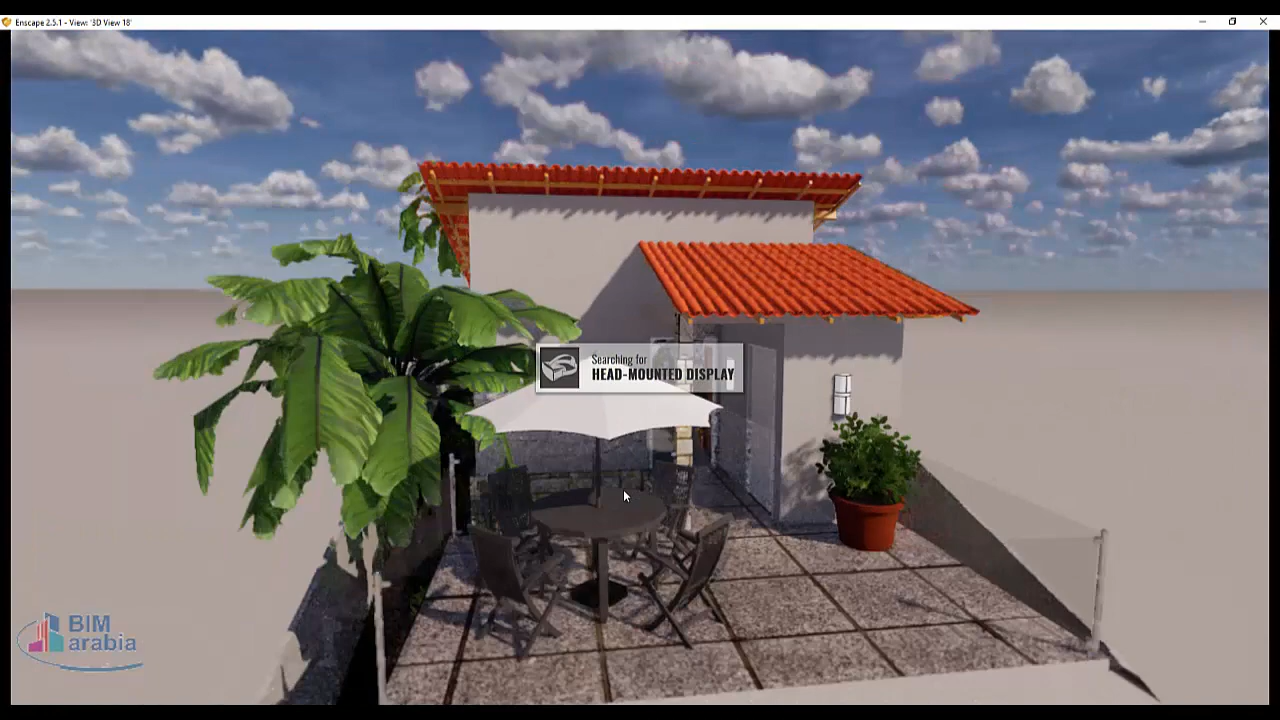 Enscape 2.5.1 - View: '3D View 18'
Searching for
HEAD-MOUNTED DISPLAY
BIM
arabia